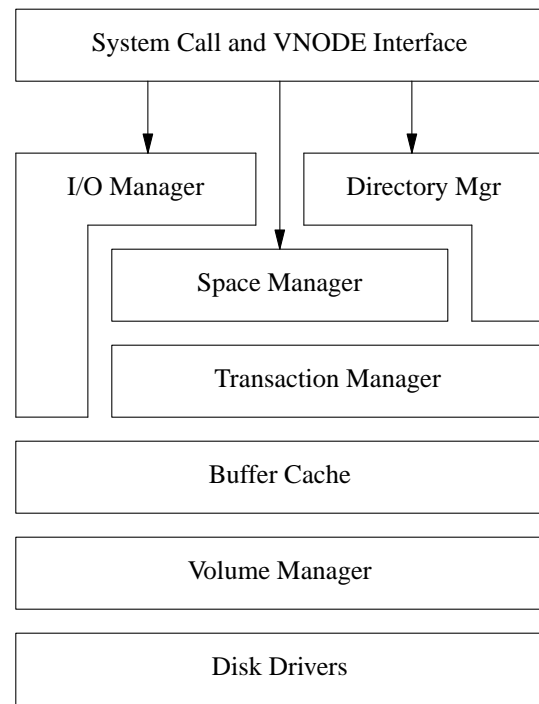 System Call and VNODE Interface
I/O Manager
Directory Mgr
Space Manager
Transaction Manager
Buffer Cache
Volume Manager
Disk Drivers